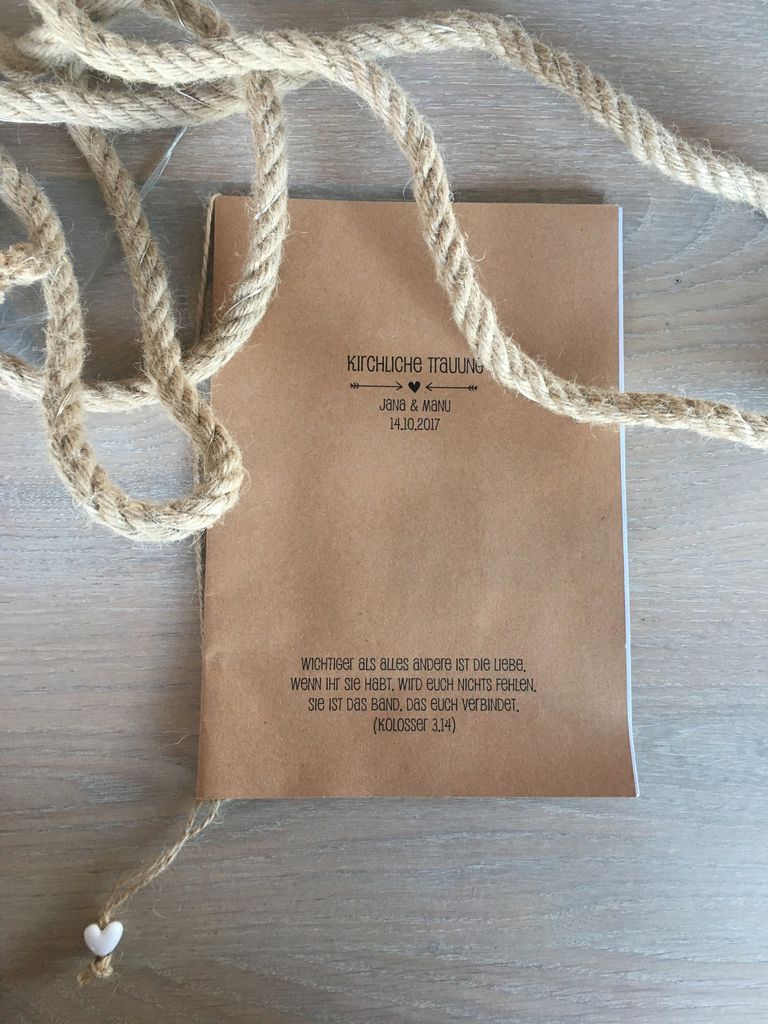 Kirchliche Trauung
Jana & Manu
14.10.2017
Wichtiger als alles andere ist die Liebe.
Wenn ihr sie habt, wird euch nichts fehlen.
Sie ist das Band, das euch verbindet.
(Kolosser 3,14)